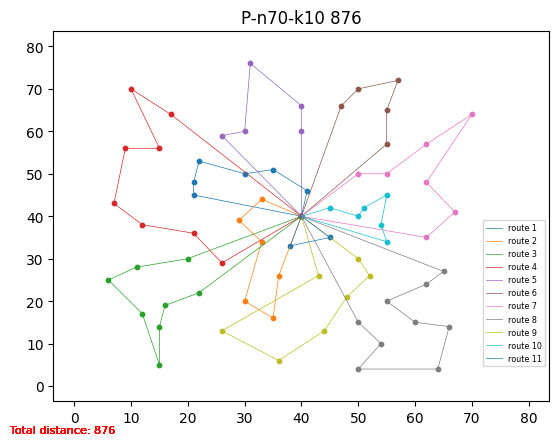 P-n70-k10 876
80
70
60
50
40
30
20
10
0
0 10 20 30 40 50 60 70 80
route 1
route 2
route 3
route 4
route 5
route 6
route 7
route 8
route 9
route 10
route 11
Total distance: 876